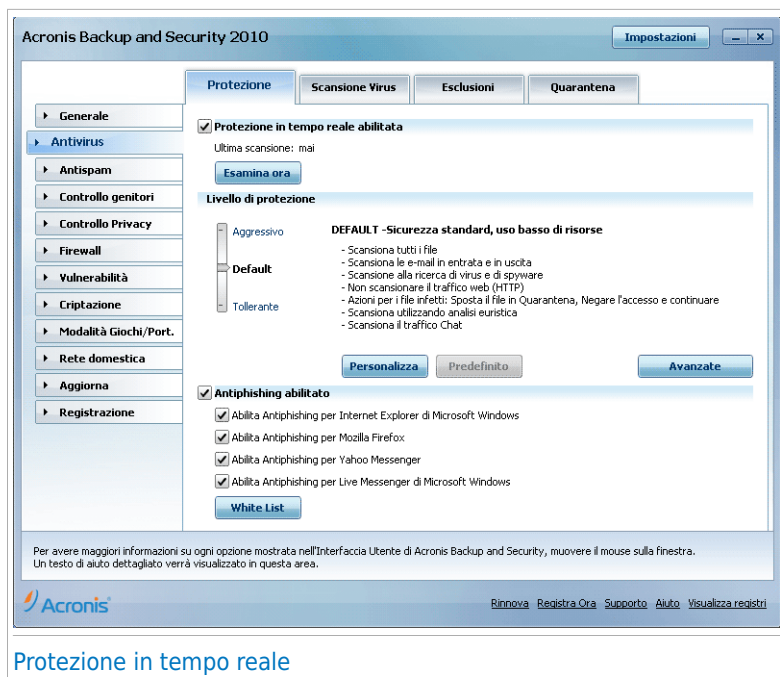 Acronis Backup and Security 2010
Impostazioni
Protezione
Scansione Virus
Esclusioni
Quarantena
Generale
Antivirus
Antispam
Controllo genitori
Controllo Privacy
Firewall
Vulnerabilità
Criptazione
Modalità Giochi/Port.
Rete domestica
Aggiorna
Registrazione
Protezione in tempo reale abilitata
Ultima scansione: mai
Esamina ora
Livello di protezione
Aggressivo
Default
Tollerante
DEFAULT -Sicurezza standard, uso basso di risorse
- Scansiona tutti i file
- Scansiona le e-mail in entrata e in uscita
- Scansione alla ricerca di virus e di spyware
- Non scansionare il traffico web (HTTP)
- Azioni per i file infetti: Sposta il file in Quarantena, Negare l'accesso e continuare
- Scansiona utilizzando analisi euristica
- Scansiona il traffico Chat
Personalizza
Predefinito
Avanzate
Antiphishing abilitato
Abilita Antiphishing per Internet Explorer di Microsoft Windows
Abilita Antiphishing per Mozilla Firefox
Abilita Antiphishing per Yahoo Messenger
Abilita Antiphishing per Live Messenger di Microsoft Windows
White List
Per avere maggiori informazioni su ogni opzione mostrata nell'Interfaccia Utente di Acronis Backup and Security, muovere il mouse sulla finestra.
Un testo di aiuto dettagliato verrà visualizzato in questa area.
Acronis
Rinnova Registra Ora Supporto Aiuto Visualizza registri
Protezione in tempo reale